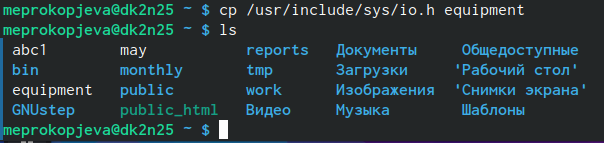 meprokopjeva@dk2n25 ~ $ cp /usr/include/sys/io.h equipment
meprokopjeva@dk2n25 ~ $ ls
abc1 may reports Документы Общедоступные
bin monthly tmp Загрузки 'Рабочий стол'
equipment public work Изображения 'Снимки экрана'
GNUstep public_html Видео Музыка Шаблоны
meprokopjeva@dk2n25 ~ $